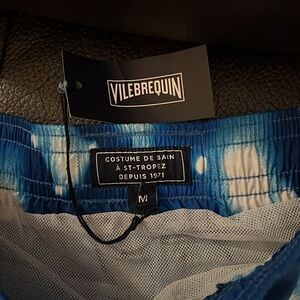 VILEBREQUIN
COSTUME DE BAIN
À ST-TROPEZ
DEPUIS 1971
M